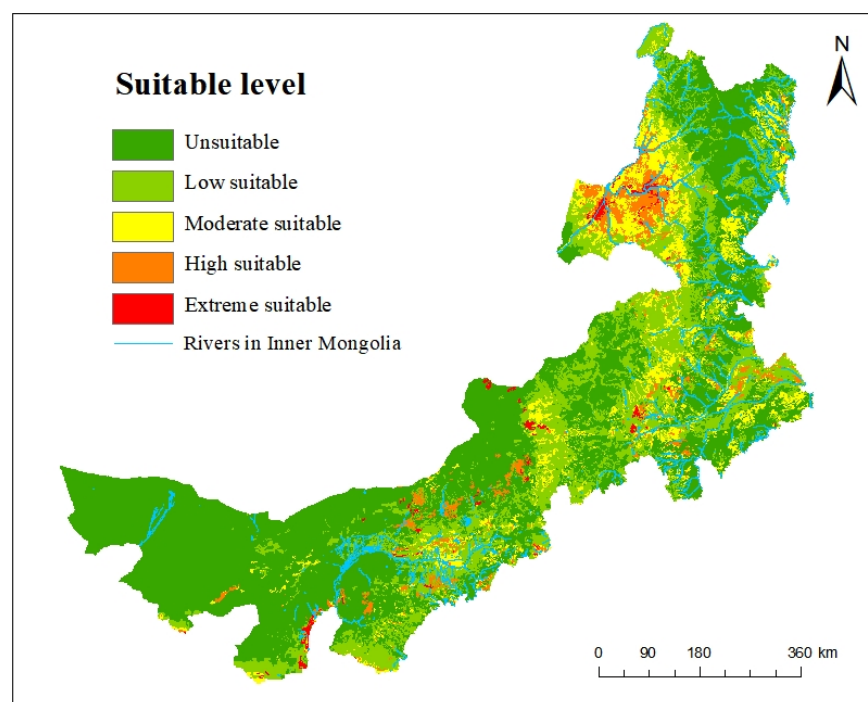 N
Suitable level
Unsuitable
Low suitable
Moderate suitable
High suitable
Extreme suitable
Rivers in Inner Mongolia
0 90 180 360 km